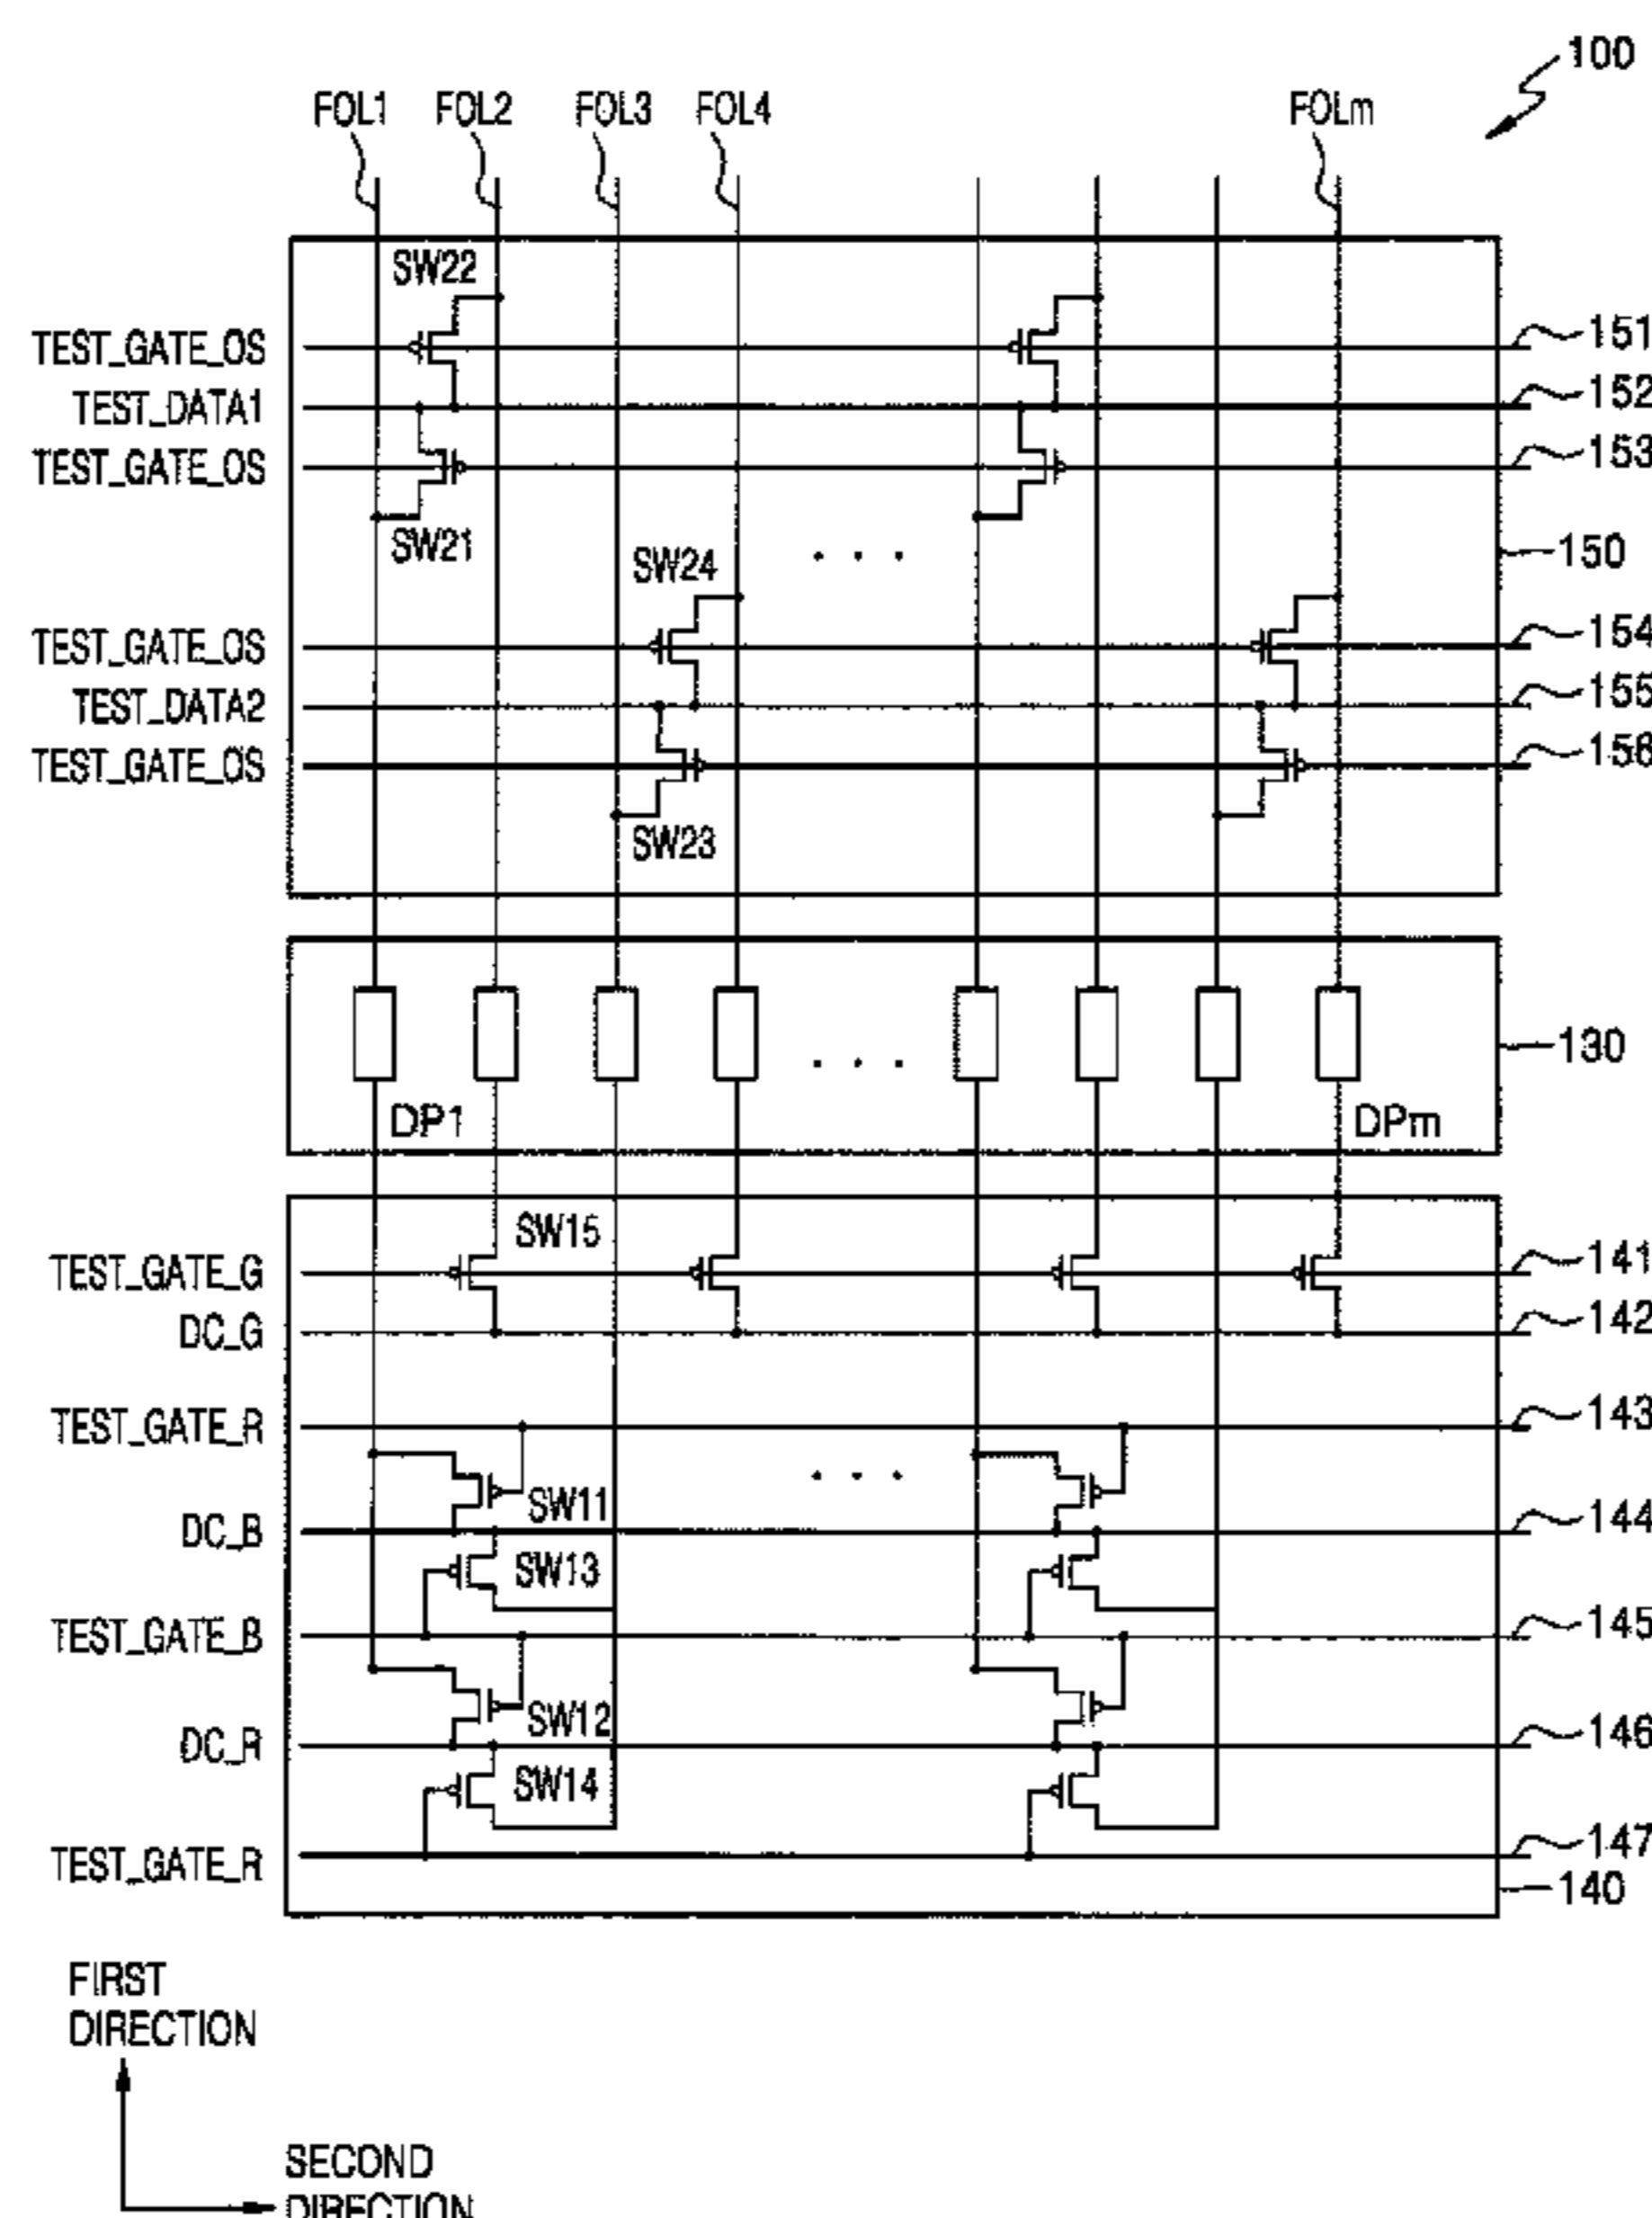 100
FOL1 FOL2 FOL3 FOL4 FOLm
SW22
TEST_GATE_OS 151
TEST_DATA1 152
TEST_GATE_OS 153
SW21
SW24 . . . 150
TEST_GATE_OS 154
TEST_DATA2 155
TEST_GATE_OS 156
SW23
. . . 130
DP1 DPm
SW15
TEST_GATE_G 141
DC_G 142
TEST_GATE_R 143
. . .
SW11
DC_B 144
SW13
TEST_GATE_B 145
SW12
DC_R 146
SW14
TEST_GATE_R 147
140
FIRST
DIRECTION
SECOND
DIRECTION